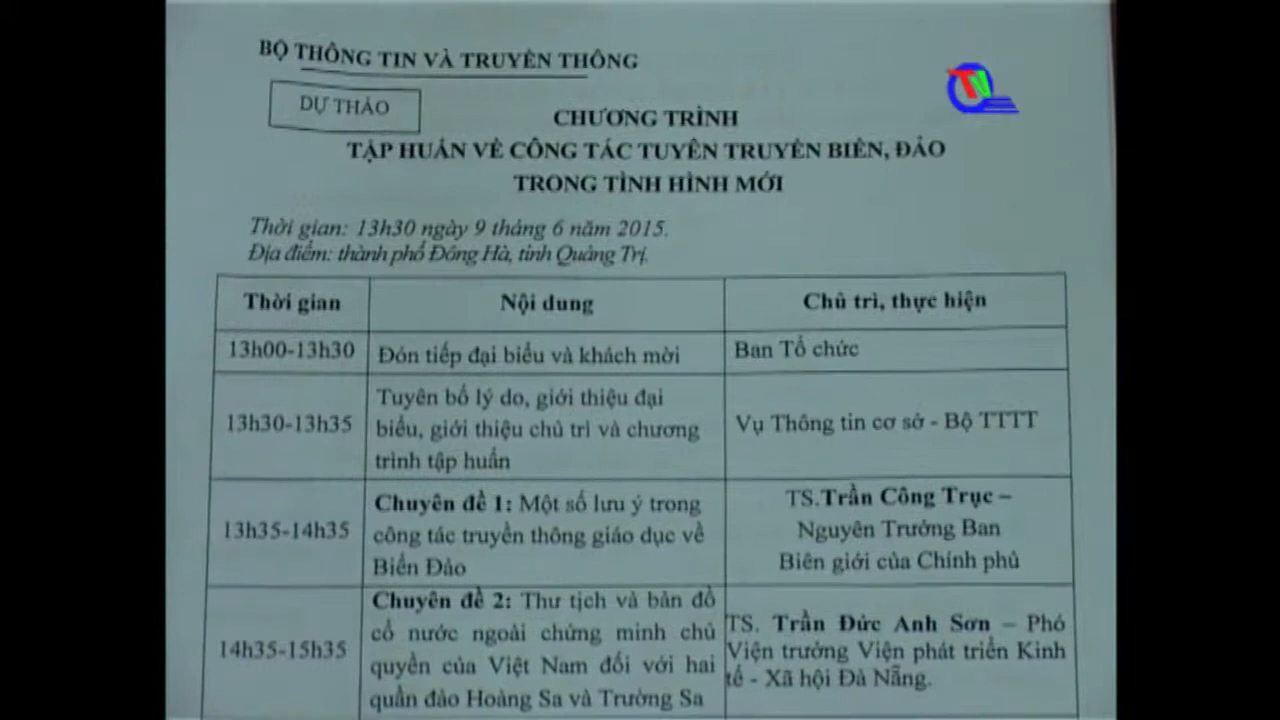 BỘ THÔNG TIN VÀ TRUYỀN THÔNG
DỰ THẢO
TV
CHƯƠNG TRÌNH
TẬP HUẤN VỀ CÔNG TÁC TUYÊN TRUYỀN BIỂN, ĐẢO
TRONG TÌNH HÌNH MỚI
Thời gian: 13h30 ngày 9 tháng 6 năm 2015.
Địa điểm: thành phố Đông Hà, tỉnh Quảng Trị.
Thời gian
Nội dung
Chủ trì, thực hiện
13h00-13h30
Đón tiếp đại biểu và khách mời
Ban Tổ chức
13h30-13h35
Tuyên bố lý do, giới thiệu đại
biểu, giới thiệu chủ trì và chương
trình tập huấn
Vụ Thông tin cơ sở - Bộ TTTT
13h35-14h35
Chuyên đề 1: Một số lưu ý trong
công tác truyền thông giáo dục về
Biển Đảo
TS.Trần Công Trục –
Nguyên Trưởng Ban
Biên giới của Chính phủ
14h35-15h35
Chuyên đề 2: Thư tịch và bản đồ
cổ nước ngoài chứng minh chủ
quyền của Việt Nam đối với hai
quần đảo Hoàng Sa và Trường Sa
TS. Trần Đức Anh Sơn – Phó
Viện trưởng Viện phát triển Kinh
tế - Xã hội Đà Nẵng.